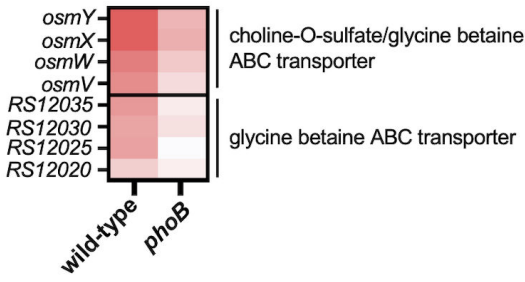 osmY
osmX
osmW
osmV
choline-O-sulfate/glycine betaine
ABC transporter
RS12035
RS12030
RS12025
RS12020
glycine betaine ABC transporter
wild-type
phoB